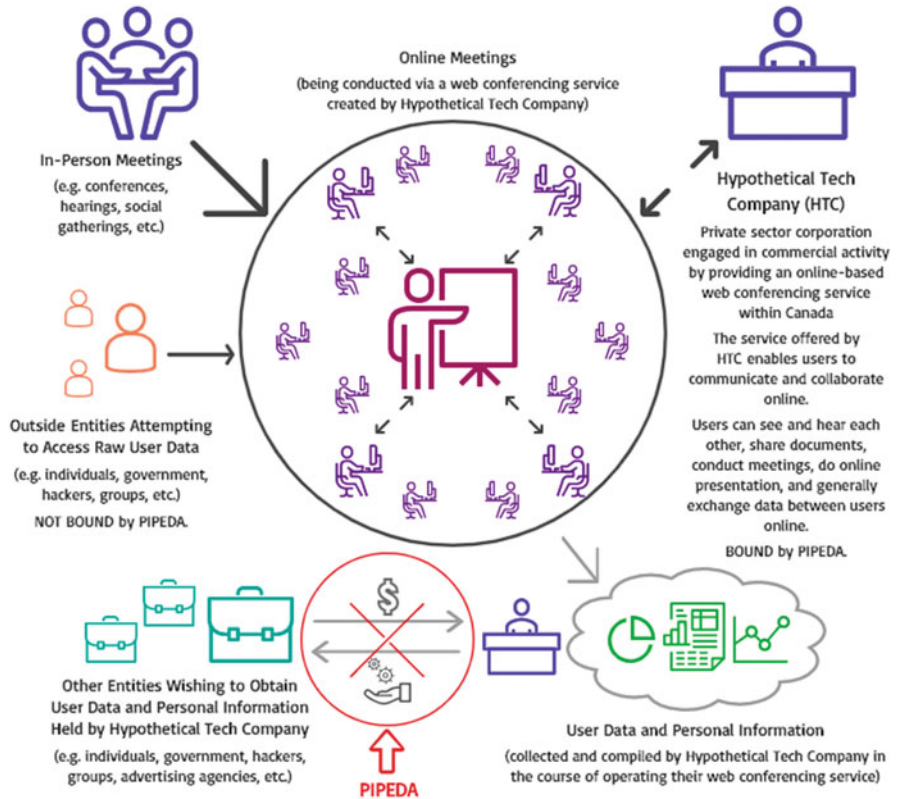 Online Meetings
(being conducted via a web conferencing service
created by Hypothetical Tech Company)
In-Person Meetings
(e.g. conferences,
hearings, social
gatherings, etc.)
Hypothetical Tech
Company (HTC)
Private sector corporation
engaged in commercial activity
by providing an online-based
web conferencing service
within Canada
The service offered by
HTC enables users to
communicate and collaborate
online.
Users can see and hear each
other, share documents,
conduct meetings, do online
presentation, and generally
exchange data between users
online.
BOUND by PIPEDA.
Outside Entities Attempting
to Access Raw User Data
(e.g. individuals, government,
hackers, groups, etc.)
NOT BOUND by PIPEDA.
$
Other Entities Wishing to Obtain
User Data and Personal Information
Held by Hypothetical Tech Company
(e.g. individuals, government, hackers,
groups, advertising agencies, etc.)
PIPEDA
User Data and Personal Information
(collected and compiled by Hypothetical Tech Company in
the course of operating their web conferencing service)